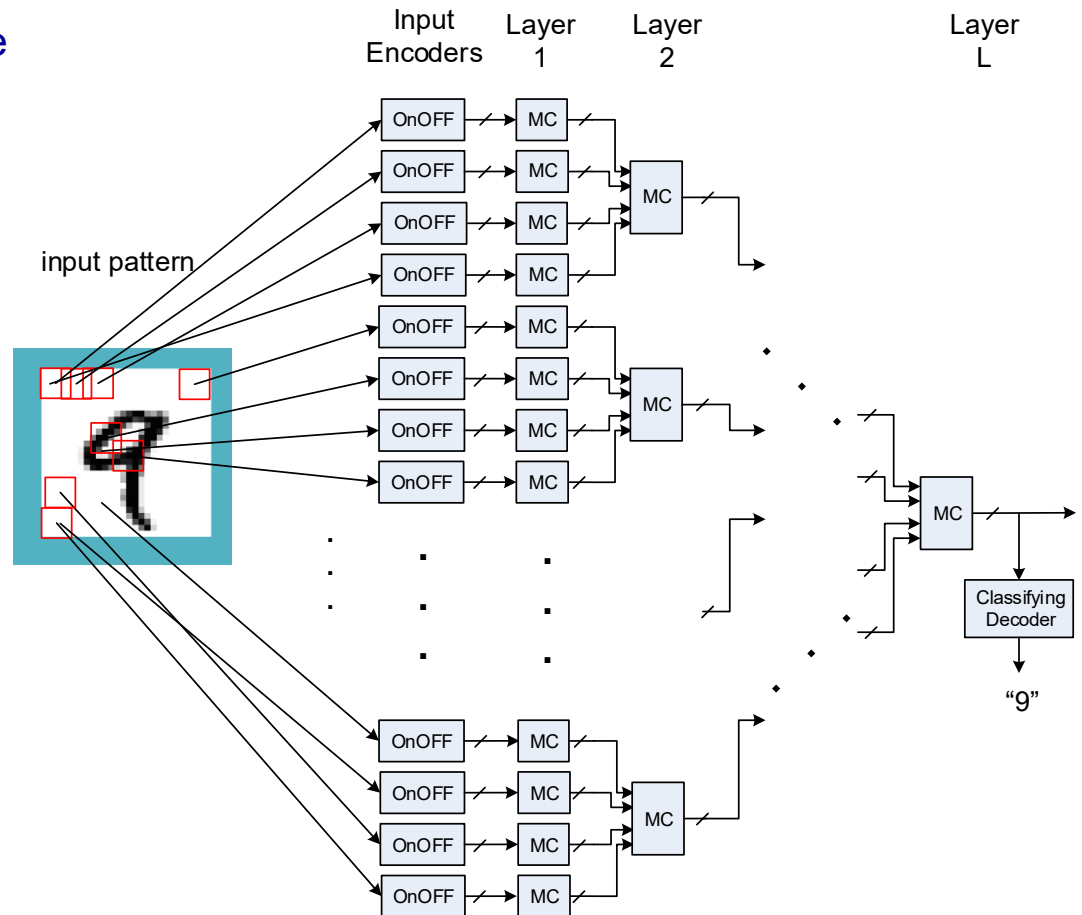 e
Input
Encoders
Layer
1
Layer
2
Layer
L
input pattern
OnOFF MC
OnOFF MC
OnOFF MC
OnOFF MC
MC
OnOFF MC
OnOFF MC
OnOFF MC
OnOFF MC
MC
MC
Classifying
Decoder
“9”
OnOFF MC
OnOFF MC
OnOFF MC
OnOFF MC
MC
9